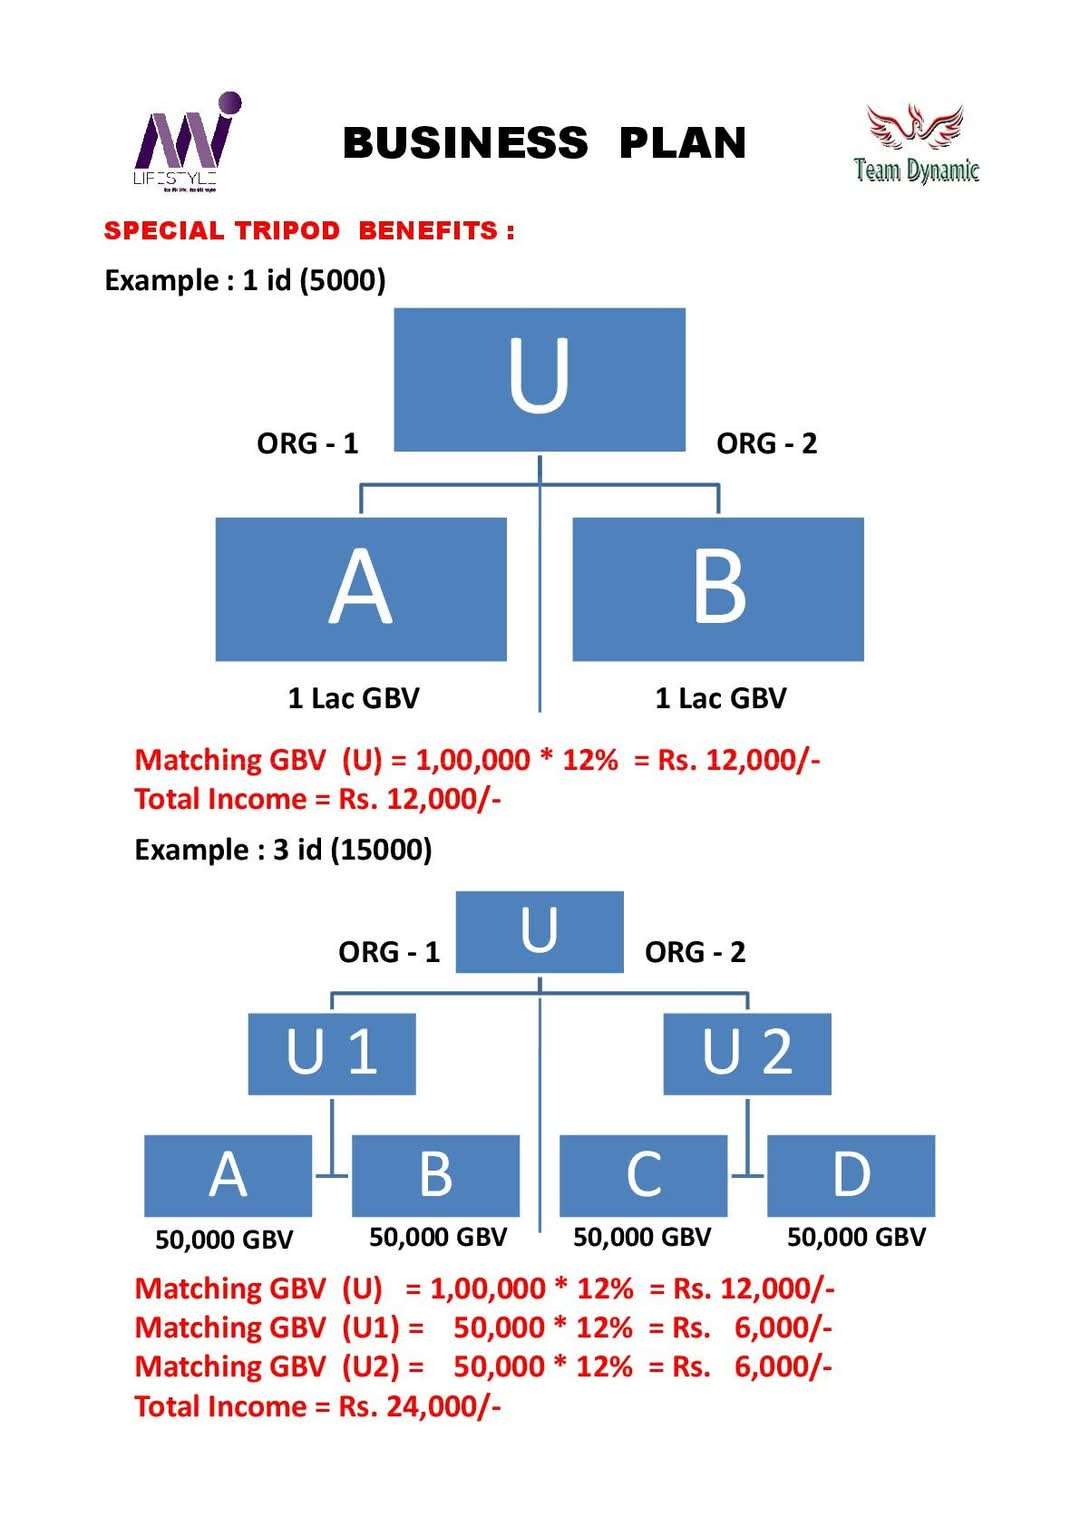 LIFESTYLE
BUSINESS PLAN
Team Dynamic
SPECIAL TRIPOD BENEFITS :
Example : 1 id (5000)
U
ORG - 1
ORG - 2
A
B
1 Lac GBV
1 Lac GBV
Matching GBV (U) = 1,00,000 * 12% = Rs. 12,000/-
Total Income = Rs. 12,000/-
Example : 3 id (15000)
U
ORG - 1
ORG - 2
U 1
U 2
A
B
C
D
50,000 GBV
50,000 GBV
50,000 GBV
50,000 GBV
Matching GBV (U) = 1,00,000 * 12% = Rs. 12,000/-
Matching GBV (U1) = 50,000 * 12% = Rs. 6,000/-
Matching GBV (U2) = 50,000 * 12% = Rs. 6,000/-
Total Income = Rs. 24,000/-